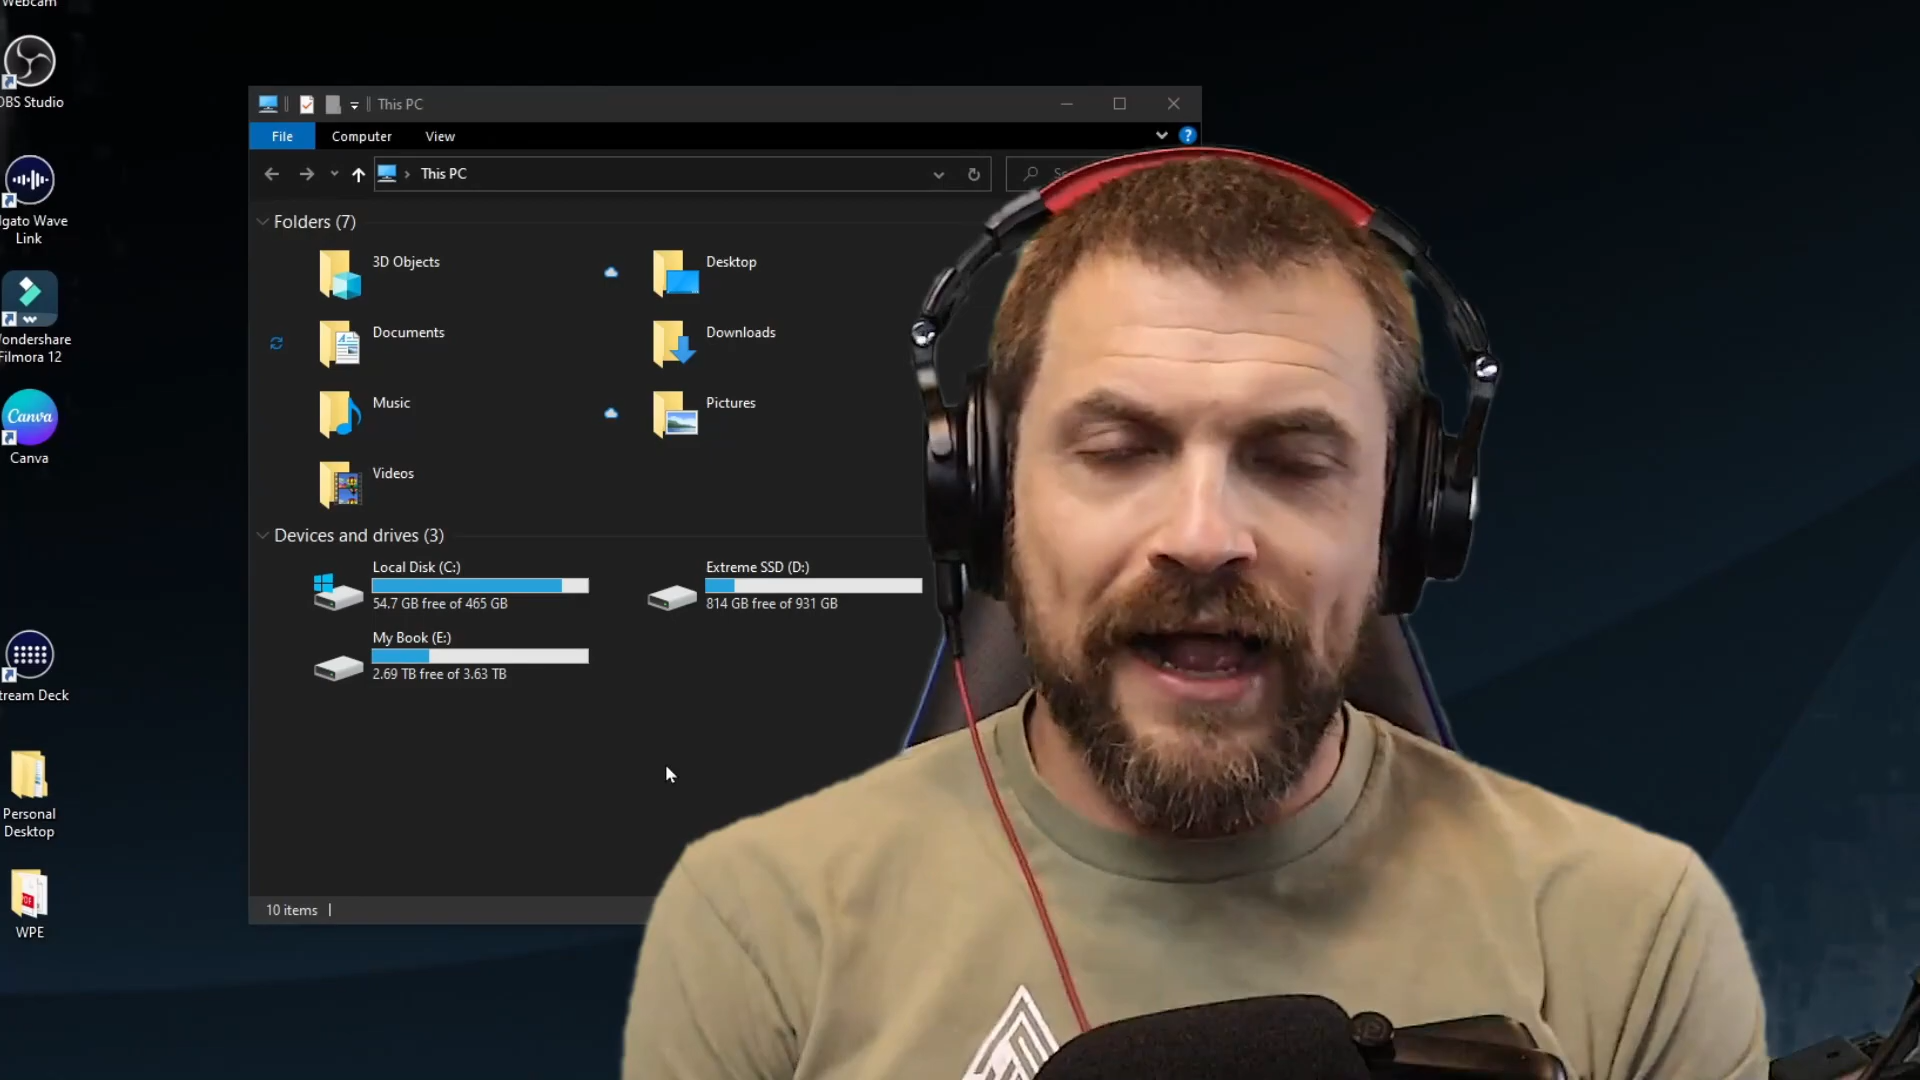 Webcam
OBS Studio
lgato Wave
Link
ondershare
Filmora 12
Canva
Canva
tream Deck
Personal
Desktop
WPE
This PC
File
Computer
View
?
This PC
Folders (7)
3D Objects
Desktop
Documents
Downloads
Music
Pictures
Videos
Devices and drives (3)
Local Disk (C:)
54.7 GB free of 465 GB
Extreme SSD (D:)
814 GB free of 931 GB
My Book (E:)
2.69 TB free of 3.63 TB
10 items